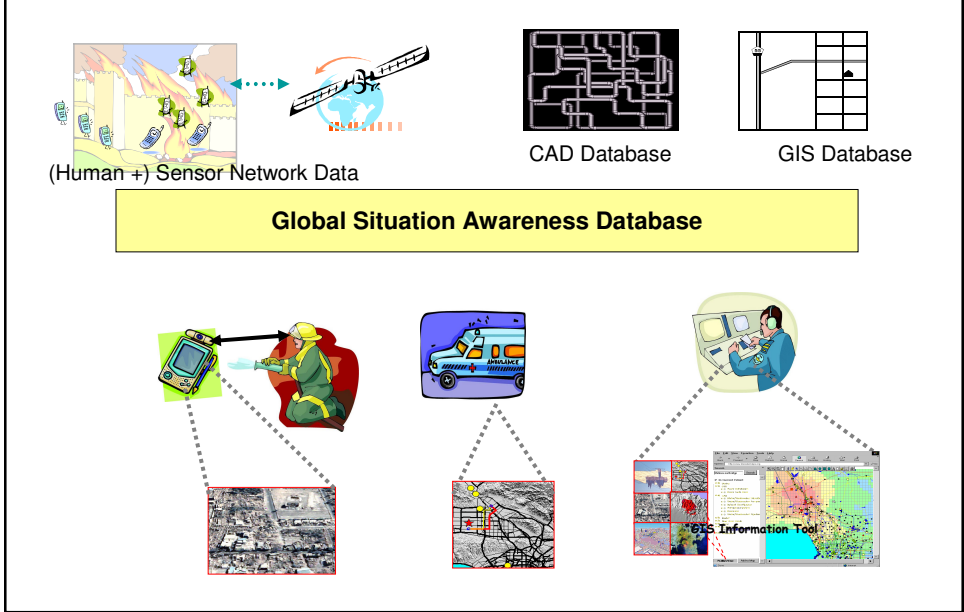 CAD Database
GIS Database
(Human +) Sensor Network Data
Global Situation Awareness Database
AMBULANCE
GIS Information Tool